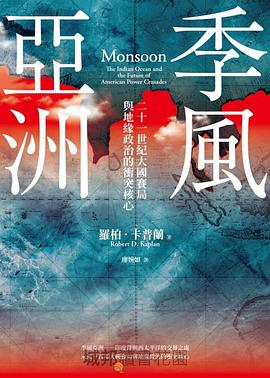 季風
亞洲
Monsoon
The Indian Ocean and
the Future of
American Power Crusades
二十一世紀大國賽局
與地緣政治的衝突核心
羅柏．卡普蘭 著
Robert D. Kaplan
廖婉如 譯